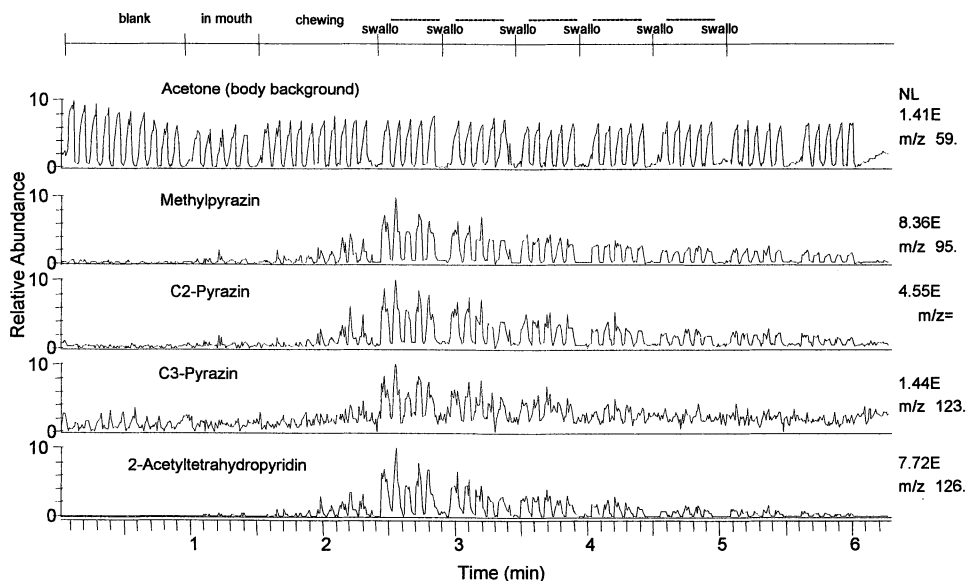 blank in mouth chewing
swallo swallo swallo swallo swallo swallo
Acetone (body background)
10
0
NL
1.41E
m/z 59.
Methylpyrazin
10
0
8.36E
m/z 95.
C2-Pyrazin
10
0
4.55E
m/z=
C3-Pyrazin
10
0
1.44E
m/z 123.
2-Acetyltetrahydropyridin
10
0
7.72E
m/z 126.
Relative Abundance
1 2 3 4 5 6
Time (min)